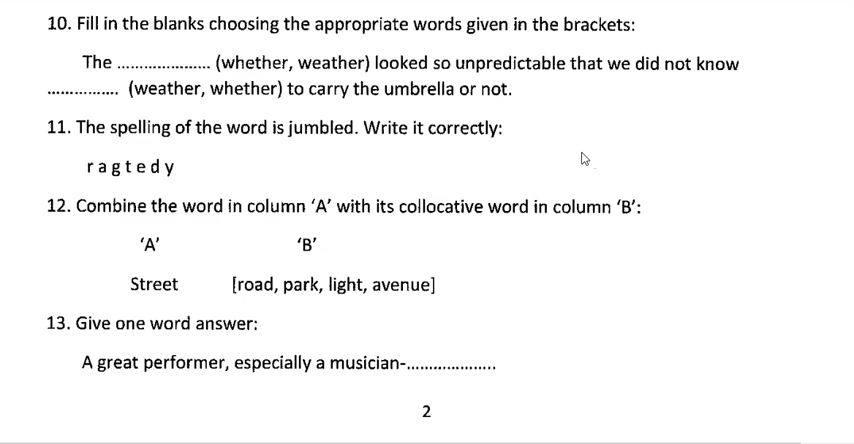 10. Fill in the blanks choosing the appropriate words given in the brackets:
The ..................... (whether, weather) looked so unpredictable that we did not know
................ (weather, whether) to carry the umbrella or not.
11. The spelling of the word is jumbled. Write it correctly:
r a g t e d y
12. Combine the word in column ‘A’ with its collocative word in column ‘B’:
‘A’ ‘B’
Street [road, park, light, avenue]
13. Give one word answer:
A great performer, especially a musician-....................
2